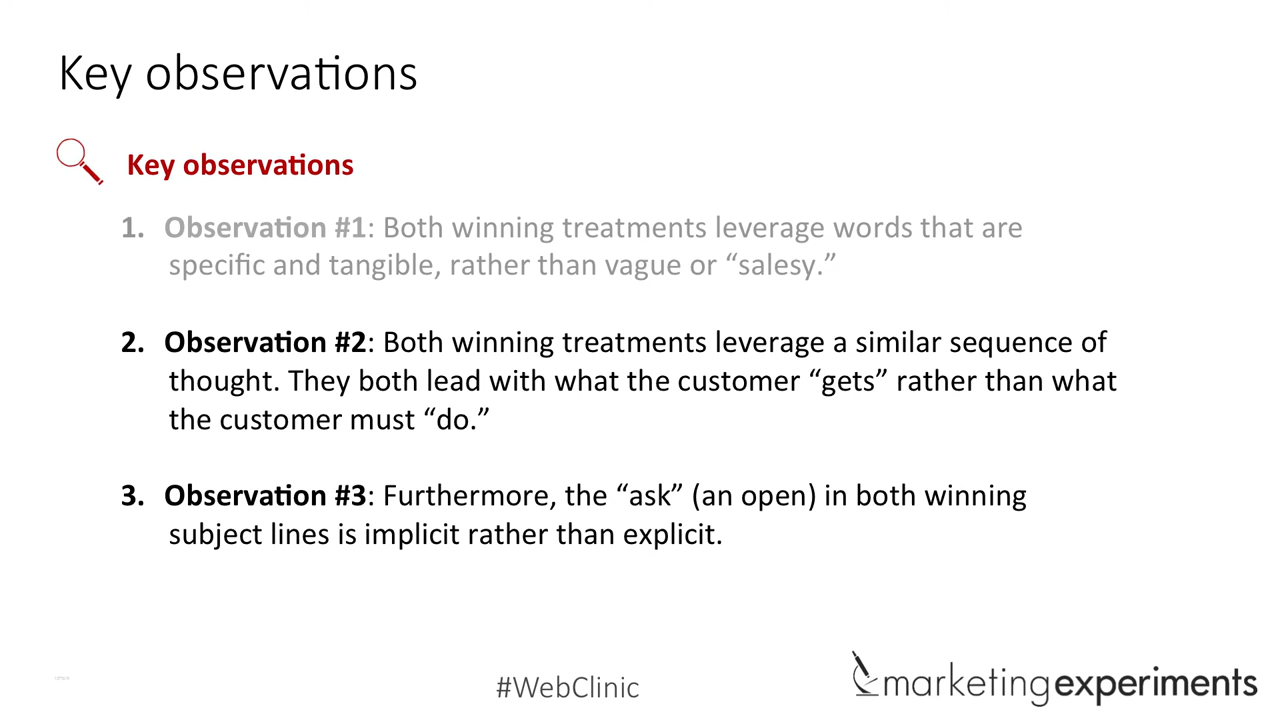 Key observations
Key observations
1. Observation #1: Both winning treatments leverage words that are
specific and tangible, rather than vague or “salesy.”
2. Observation #2: Both winning treatments leverage a similar sequence of
thought. They both lead with what the customer “gets” rather than what
the customer must “do.”
3. Observation #3: Furthermore, the “ask” (an open) in both winning
subject lines is implicit rather than explicit.
#WebClinic
marketingexperiments